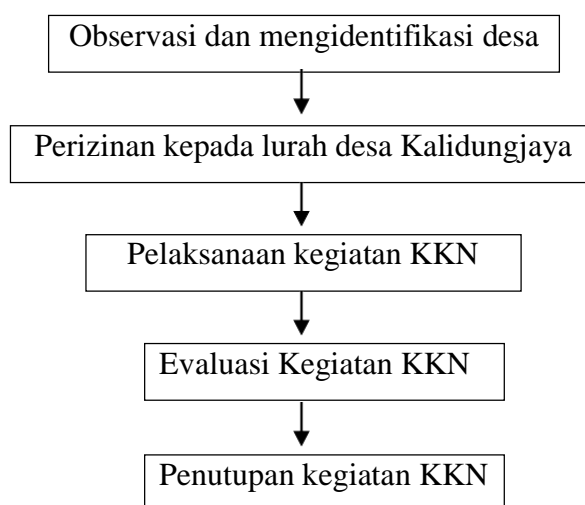 Observasi dan mengidentifikasi desa
Perizinan kepada lurah desa Kalidungjaya
Pelaksanaan kegiatan KKN
Evaluasi Kegiatan KKN
Penutupan kegiatan KKN